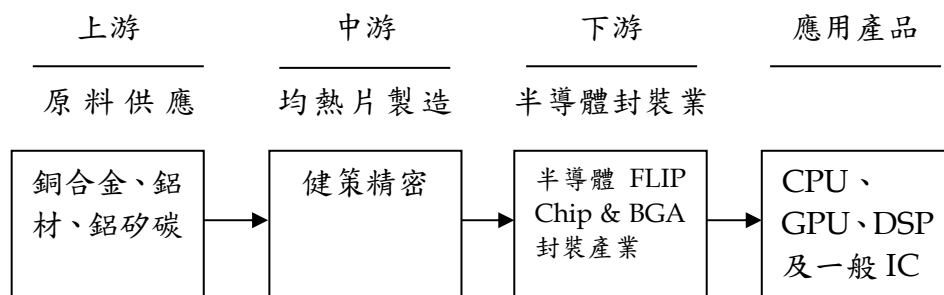 上游
中游
下游
應用產品
原料供應
均熱片製造
半導體封裝業
銅合金、鋁
材、鋁矽碳
健策精密
半導體 FLIP
Chip & BGA
封裝產業
CPU、
GPU、DSP
及一般 IC